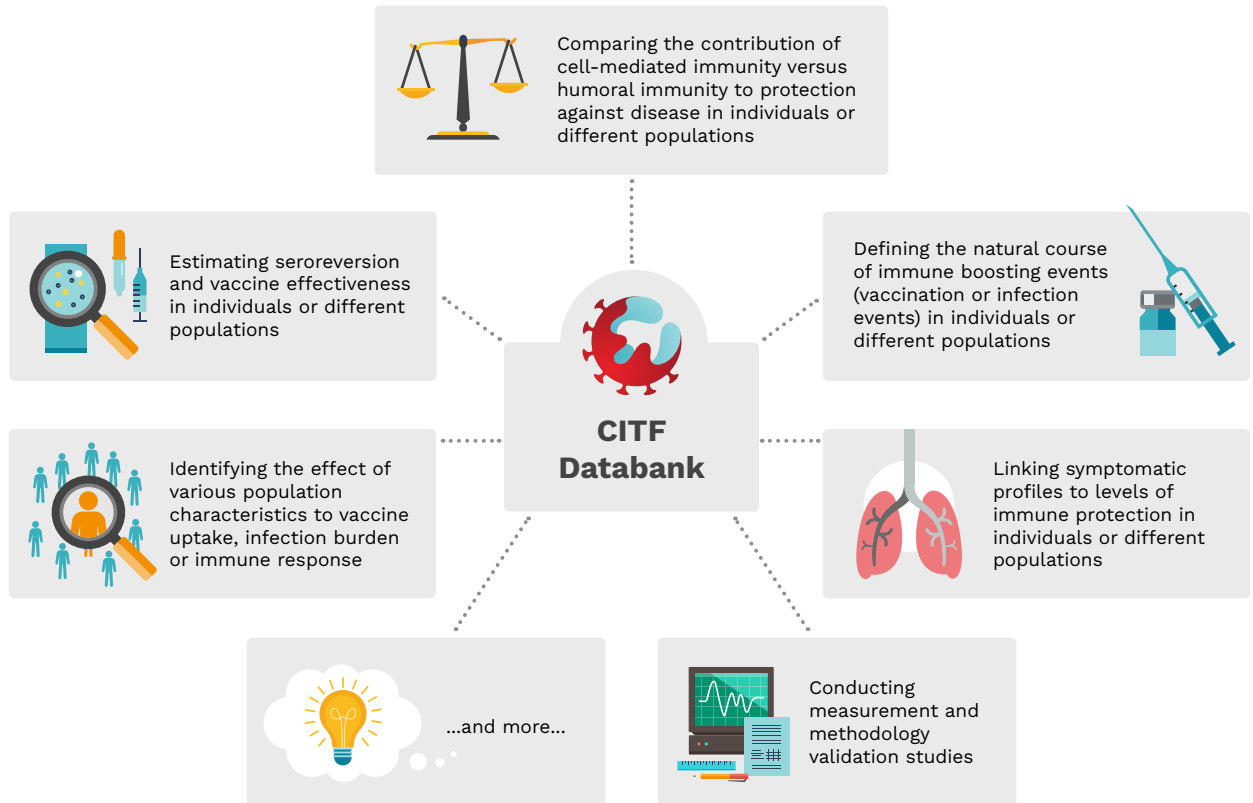 Comparing the contribution of
cell-mediated immunity versus
humoral immunity to protection
against disease in individuals or
different populations
Estimating seroreversion
and vaccine effectiveness
in individuals or different
populations
Defining the natural course
of immune boosting events
(vaccination or infection
events) in individuals or
different populations
CITF
Databank
Identifying the effect of
various population
characteristics to vaccine
uptake, infection burden
or immune response
Linking symptomatic
profiles to levels of
immune protection in
individuals or different
populations
...and more...
Conducting
measurement and
methodology
validation studies